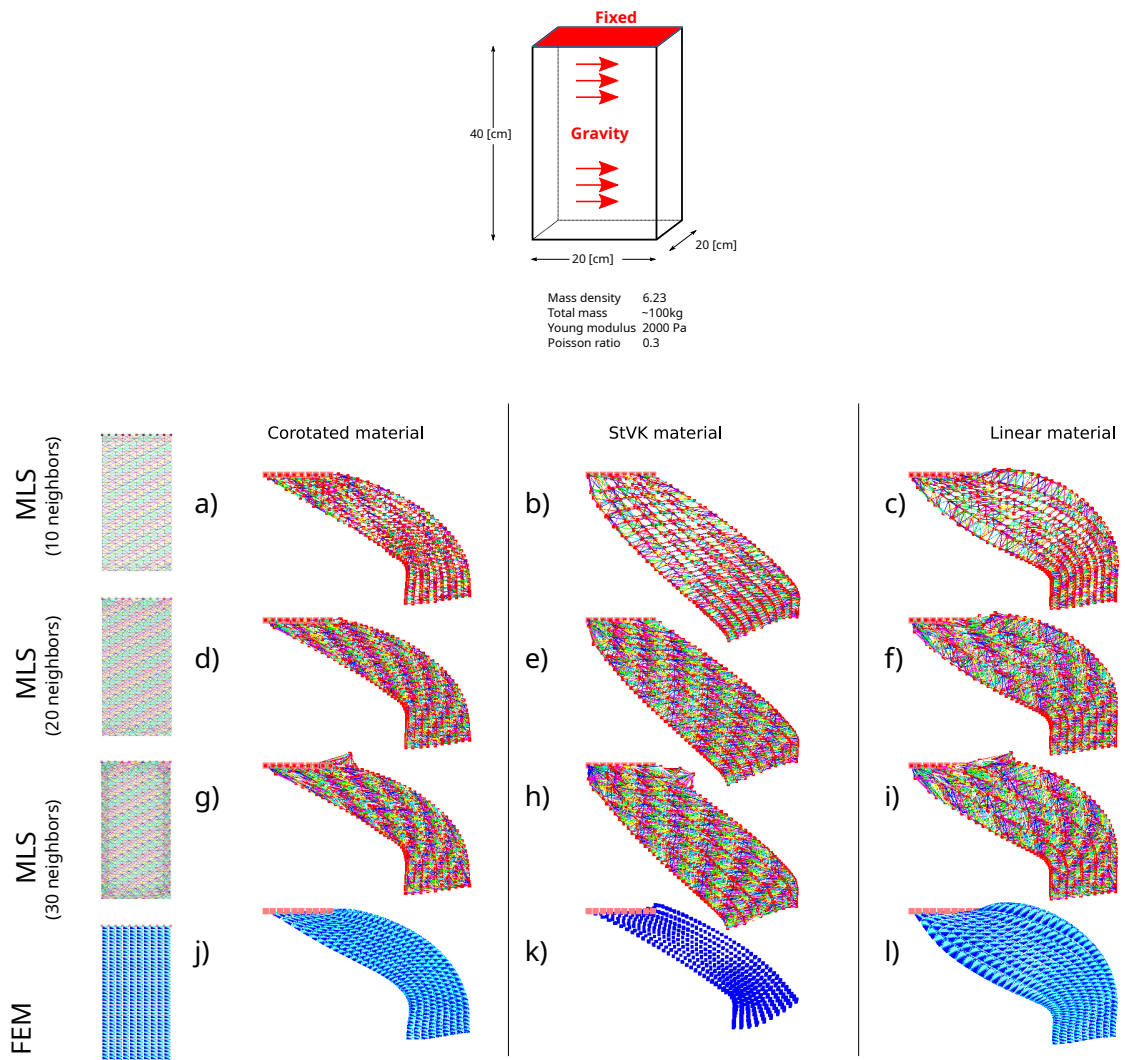 Fixed
40 [cm]
Gravity
20 [cm]
20 [cm]
Mass density 6.23
Total mass ~100kg
Young modulus 2000 Pa
Poisson ratio 0.3
Corotated material
StVK material
Linear material
MLS
(10 neighbors)
a)
b)
c)
MLS
(20 neighbors)
d)
e)
f)
MLS
(30 neighbors)
g)
h)
i)
FEM
j)
k)
l)